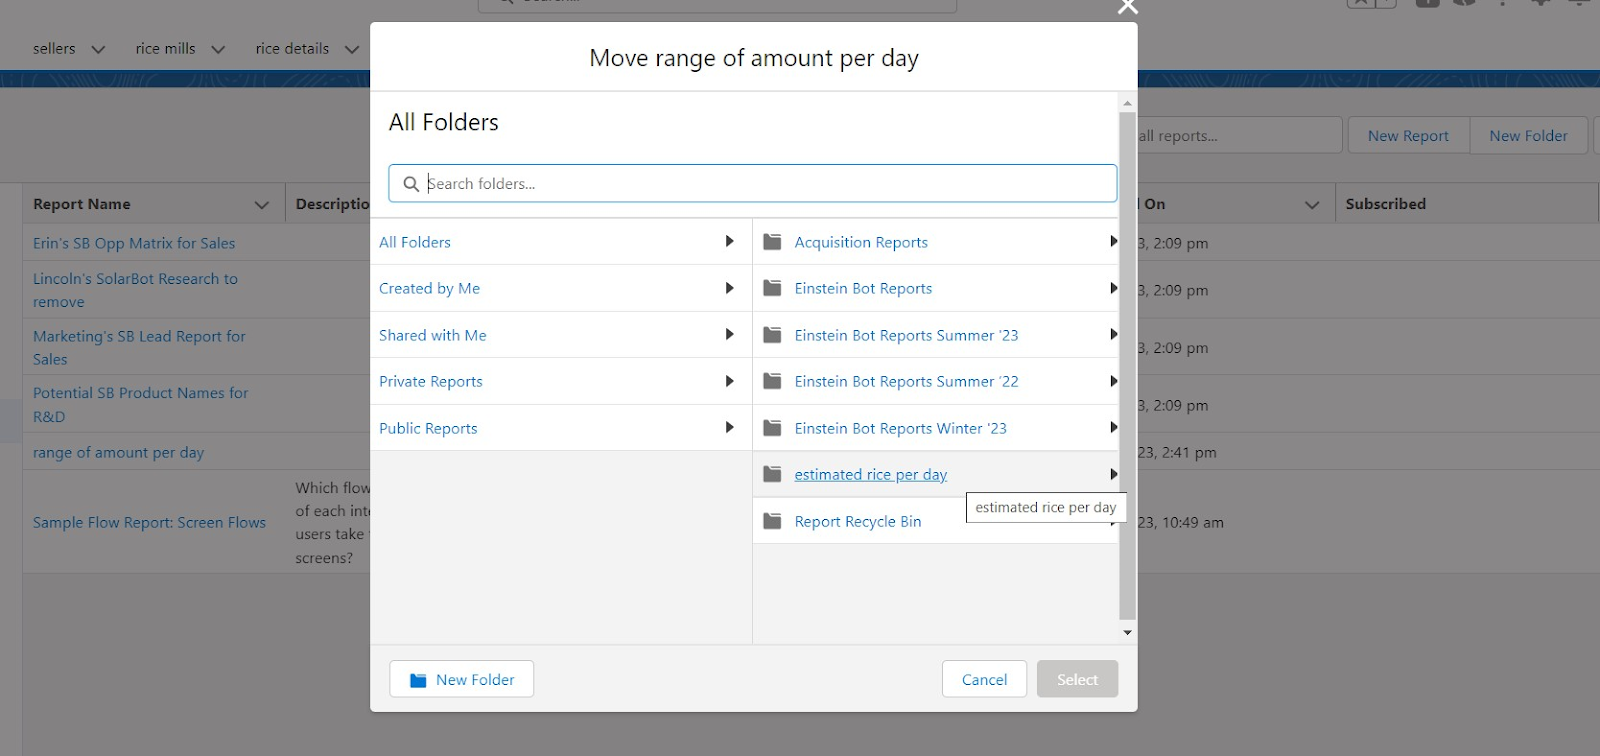 sellers rice mills rice details
Move range of amount per day
All Folders
all reports... New Report New Folder
Search folders...
Report Name Descriptio On Subscribed
All Folders Acquisition Reports
Erin's SB Opp Matrix for Sales 3, 2:09 pm
Created by Me Einstein Bot Reports
Lincoln's SolarBot Research to
remove 3, 2:09 pm
Shared with Me Einstein Bot Reports Summer '23
Marketing's SB Lead Report for
Sales 3, 2:09 pm
Private Reports Einstein Bot Reports Summer '22
Potential SB Product Names for
R&D 3, 2:09 pm
Public Reports Einstein Bot Reports Winter '23
range of amount per day 23, 2:41 pm
estimated rice per day
estimated rice per day
Which flow
of each inte
users take
screens?
Sample Flow Report: Screen Flows 23, 10:49 am
Report Recycle Bin
New Folder Cancel Select